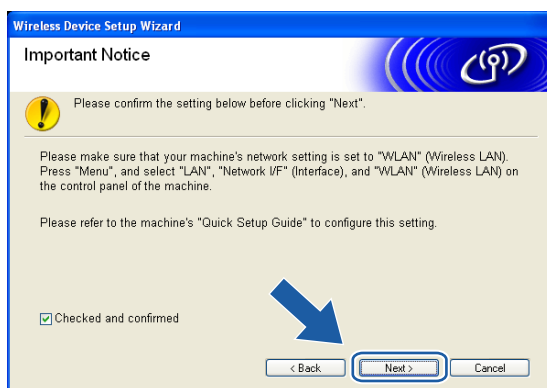 Wireless Device Setup Wizard
Important Notice
Please confirm the setting below before clicking "Next".
Please make sure that your machine's network setting is set to "WLAN" (Wireless LAN).
Press "Menu", and select "LAN", "Network I/F" (Interface), and "WLAN" (Wireless LAN) on
the control panel of the machine.
Please refer to the machine's "Quick Setup Guide" to configure this setting.
Checked and confirmed
< Back
Next >
Cancel